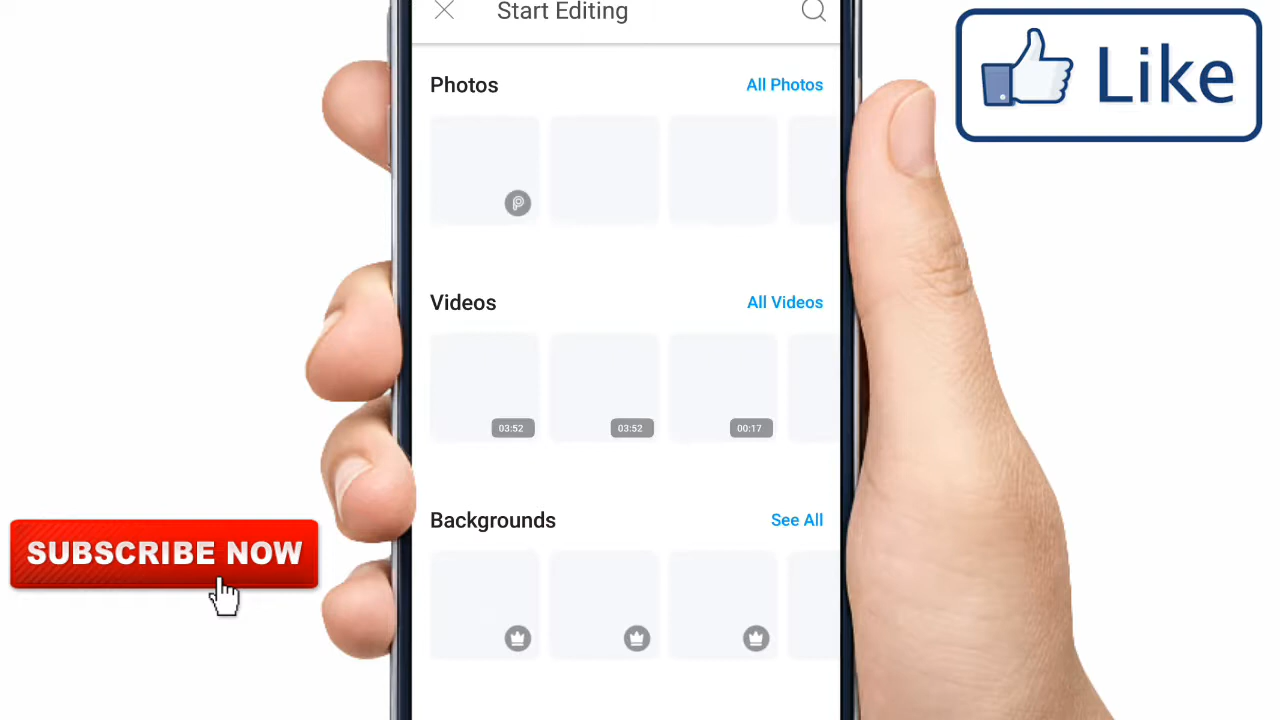 Start Editing
Like
Photos
All Photos
Videos
All Videos
03:52
03:52
00:17
Backgrounds
See All
SUBSCRIBE NOW